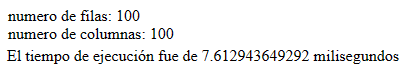 numero de filas: 100
numero de columnas: 100
El tiempo de ejecución fue de 7.612943649292 milisegundos